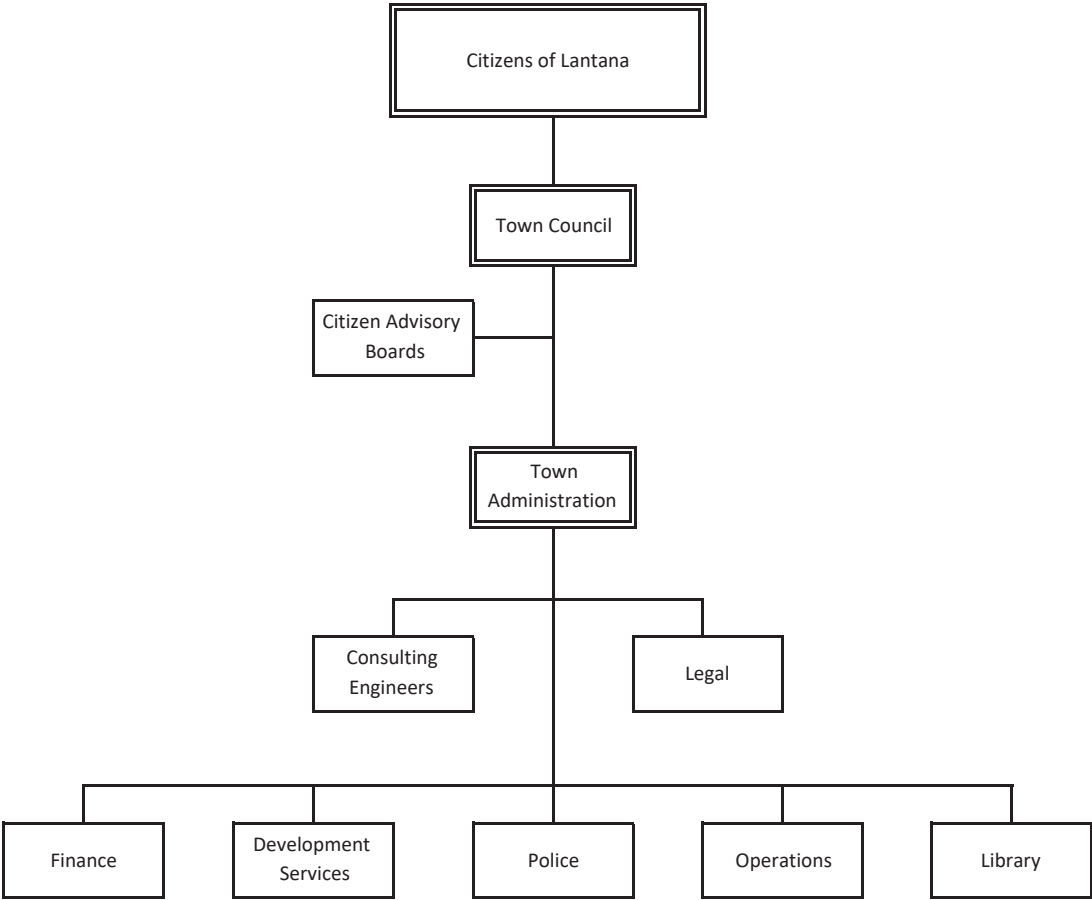 Citizens of Lantana
Town Council
Citizen Advisory
Boards
Town
Administration
Consulting
Engineers
Legal
Finance
Development
Services
Police
Operations
Library